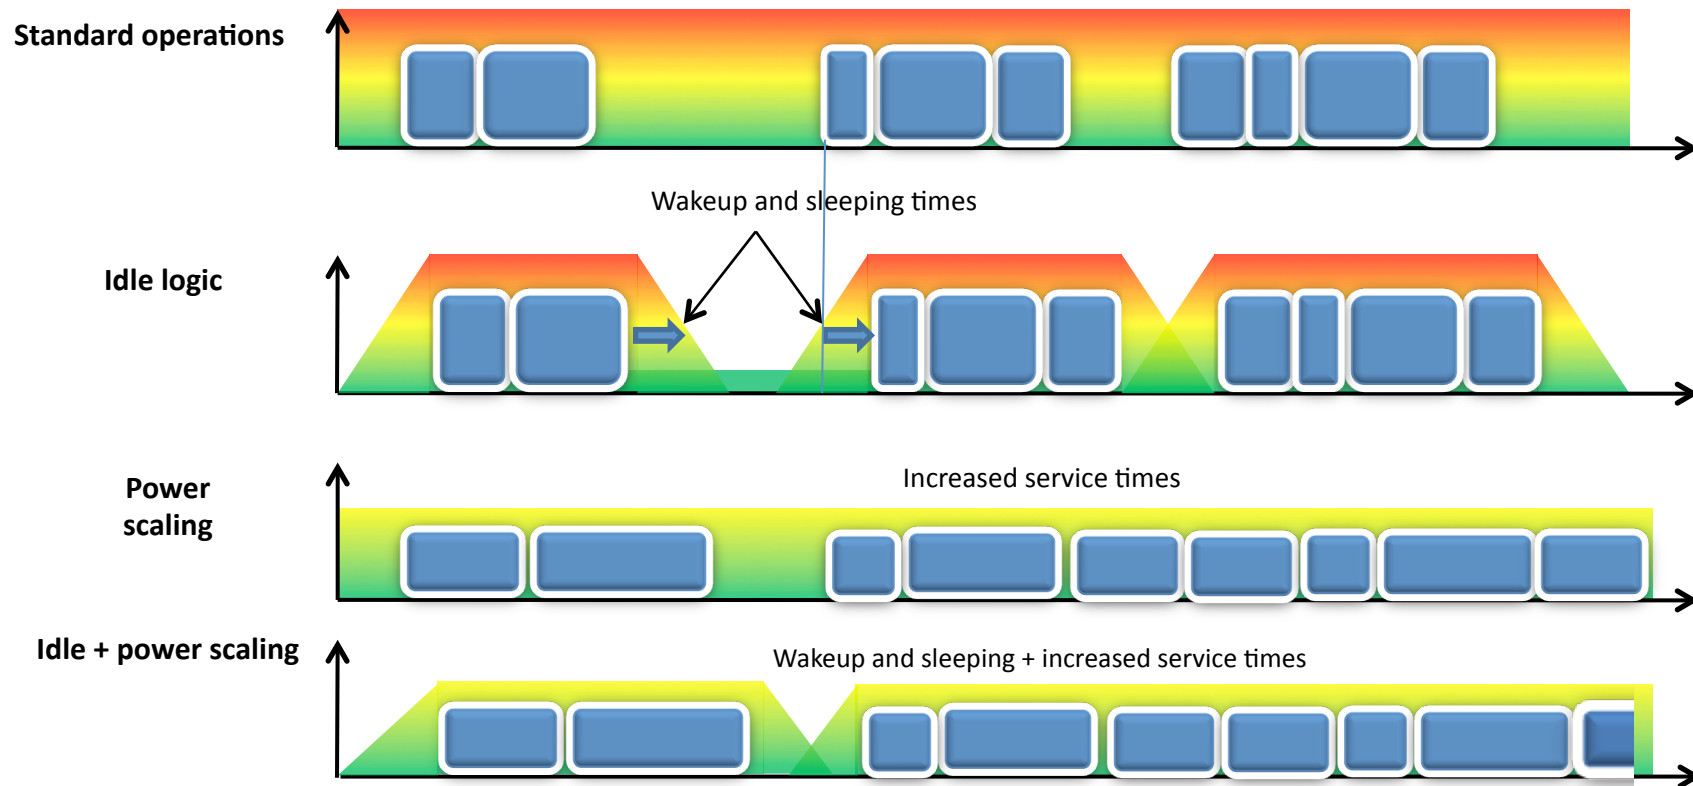 Standard operations
Wakeup and sleeping times
Idle logic
Increased service times
Power
scaling
Idle + power scaling
Wakeup and sleeping + increased service times